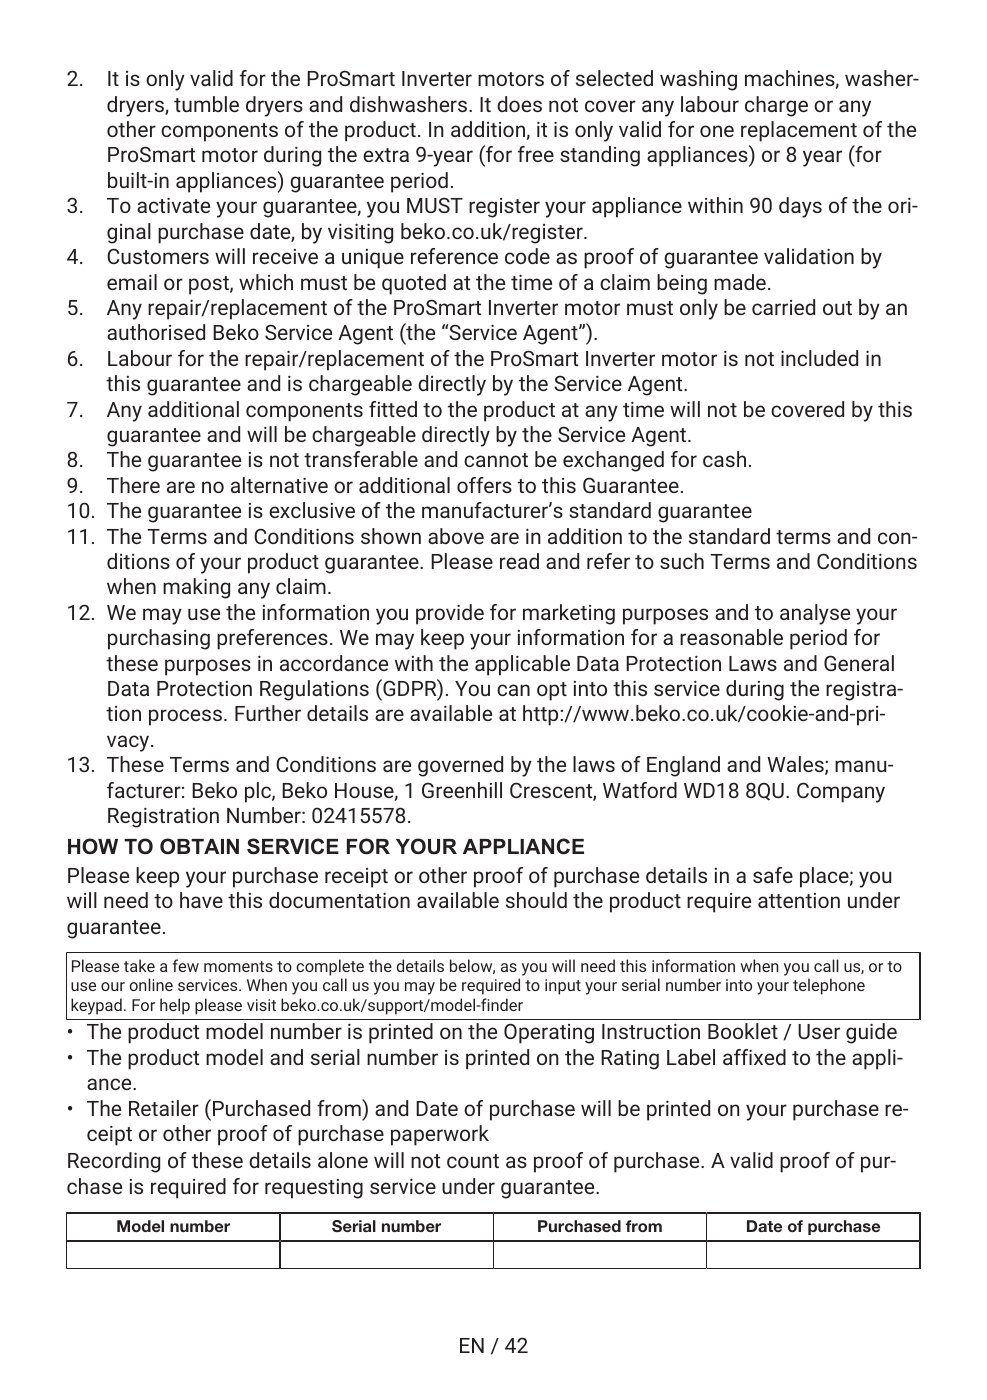 2. It is only valid for the ProSmart Inverter motors of selected washing machines, washer-
dryers, tumble dryers and dishwashers. It does not cover any labour charge or any
other components of the product. In addition, it is only valid for one replacement of the
ProSmart motor during the extra 9-year (for free standing appliances) or 8 year (for
built-in appliances) guarantee period.
3. To activate your guarantee, you MUST register your appliance within 90 days of the ori-
ginal purchase date, by visiting beko.co.uk/register.
4. Customers will receive a unique reference code as proof of guarantee validation by
email or post, which must be quoted at the time of a claim being made.
5. Any repair/replacement of the ProSmart Inverter motor must only be carried out by an
authorised Beko Service Agent (the “Service Agent”).
6. Labour for the repair/replacement of the ProSmart Inverter motor is not included in
this guarantee and is chargeable directly by the Service Agent.
7. Any additional components fitted to the product at any time will not be covered by this
guarantee and will be chargeable directly by the Service Agent.
8. The guarantee is not transferable and cannot be exchanged for cash.
9. There are no alternative or additional offers to this Guarantee.
10. The guarantee is exclusive of the manufacturer’s standard guarantee
11. The Terms and Conditions shown above are in addition to the standard terms and con-
ditions of your product guarantee. Please read and refer to such Terms and Conditions
when making any claim.
12. We may use the information you provide for marketing purposes and to analyse your
purchasing preferences. We may keep your information for a reasonable period for
these purposes in accordance with the applicable Data Protection Laws and General
Data Protection Regulations (GDPR). You can opt into this service during the registra-
tion process. Further details are available at http://www.beko.co.uk/cookie-and-pri-
vacy.
13. These Terms and Conditions are governed by the laws of England and Wales; manu-
facturer: Beko plc, Beko House, 1 Greenhill Crescent, Watford WD18 8QU. Company
Registration Number: 02415578.
HOW TO OBTAIN SERVICE FOR YOUR APPLIANCE
Please keep your purchase receipt or other proof of purchase details in a safe place; you
will need to have this documentation available should the product require attention under
guarantee.
Please take a few moments to complete the details below, as you will need this information when you call us, or to
use our online services. When you call us you may be required to input your serial number into your telephone
keypad. For help please visit beko.co.uk/support/model-finder
• The product model number is printed on the Operating Instruction Booklet / User guide
• The product model and serial number is printed on the Rating Label affixed to the appli-
ance.
• The Retailer (Purchased from) and Date of purchase will be printed on your purchase re-
ceipt or other proof of purchase paperwork
Recording of these details alone will not count as proof of purchase. A valid proof of pur-
chase is required for requesting service under guarantee.
Model number Serial number Purchased from Date of purchase
EN / 42